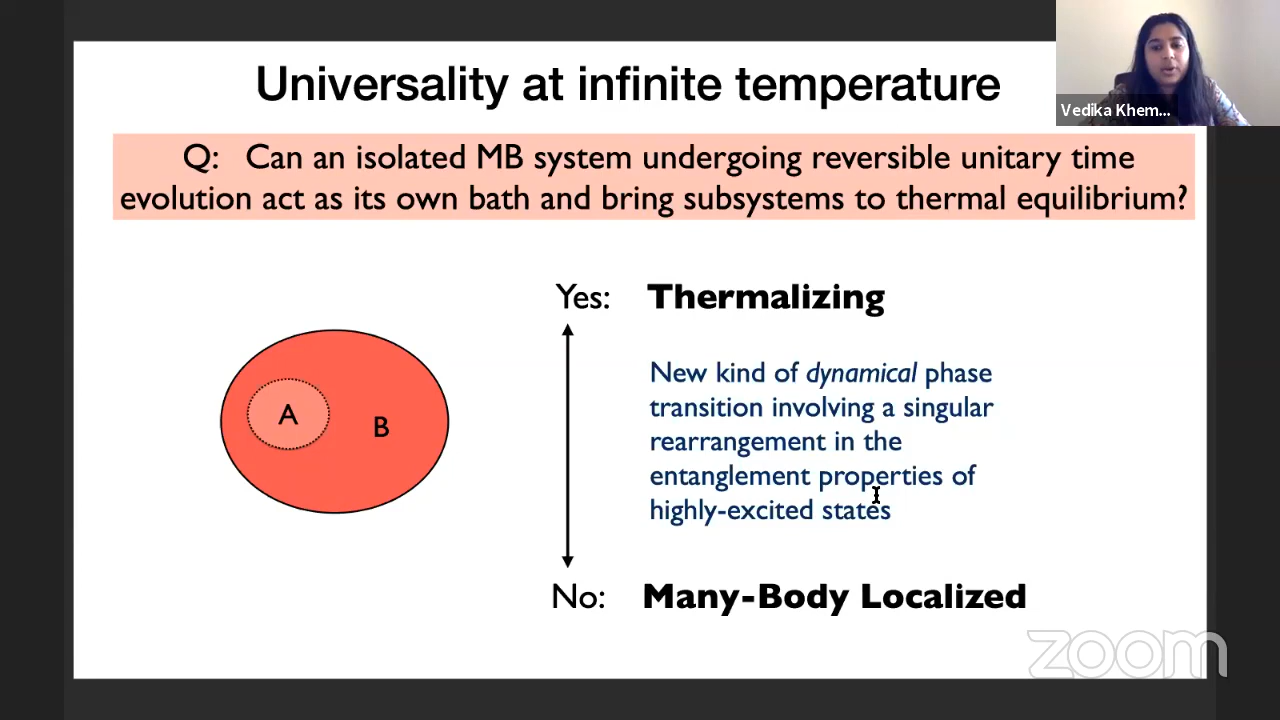 Universality at infinite temperature
Vedika Khem...
Q: Can an isolated MB system undergoing reversible unitary time
evolution act as its own bath and bring subsystems to thermal equilibrium?
Yes: Thermalizing
New kind of dynamical phase
transition involving a singular
rearrangement in the
entanglement properties of
highly-excited states
A
B
No: Many-Body Localized
zoom